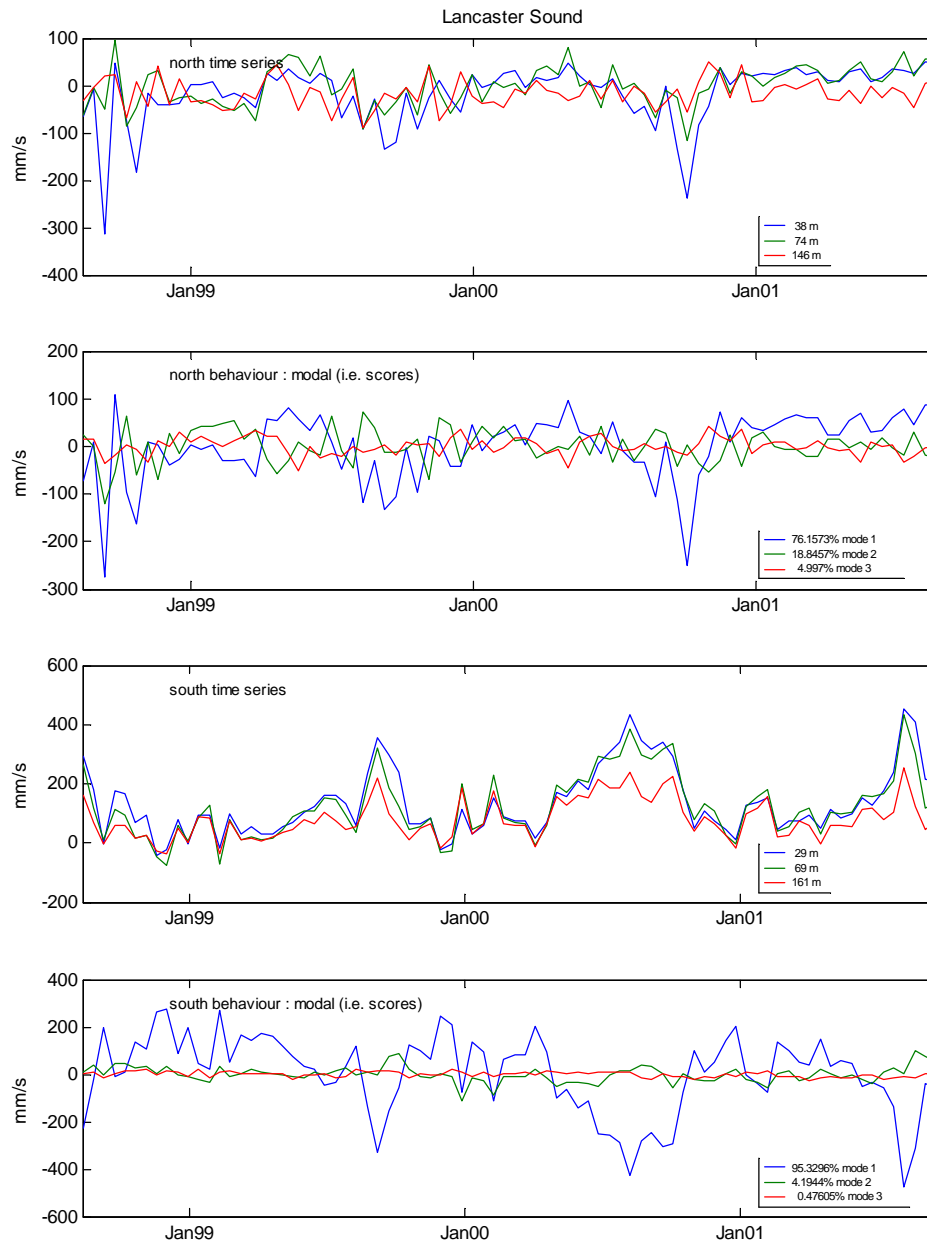 Lancaster Sound
100
0
-100
-200
-300
-400
mm/s
north time series
38 m
74 m
146 m
Jan99
Jan00
Jan01
200
100
0
-100
-200
-300
mm/s
north behaviour : modal (i.e. scores)
76.1573% mode 1
18.8457% mode 2
4.997% mode 3
Jan99
Jan00
Jan01
600
400
200
0
-200
mm/s
south time series
29 m
69 m
161 m
Jan99
Jan00
Jan01
400
200
0
-200
-400
-600
mm/s
south behaviour : modal (i.e. scores)
95.3296% mode 1
4.1944% mode 2
0.47605% mode 3
Jan99
Jan00
Jan01